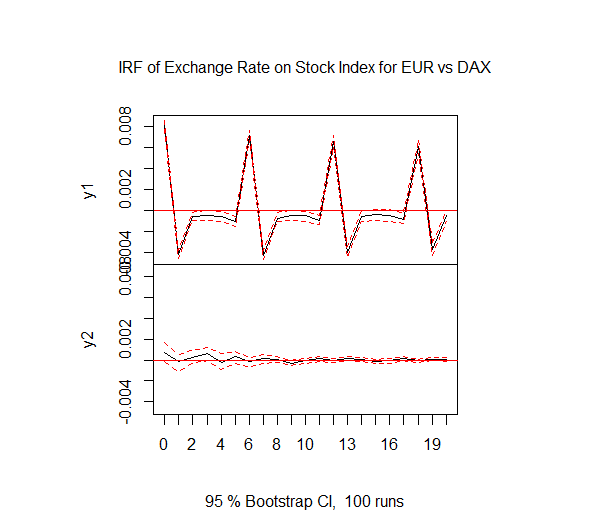 IRF of Exchange Rate on Stock Index for EUR vs DAX
0.008
0.002
y1
0.008
0.002
y2
-0.004
0 2 4 6 8 10 13 16 19
95 % Bootstrap CI, 100 runs